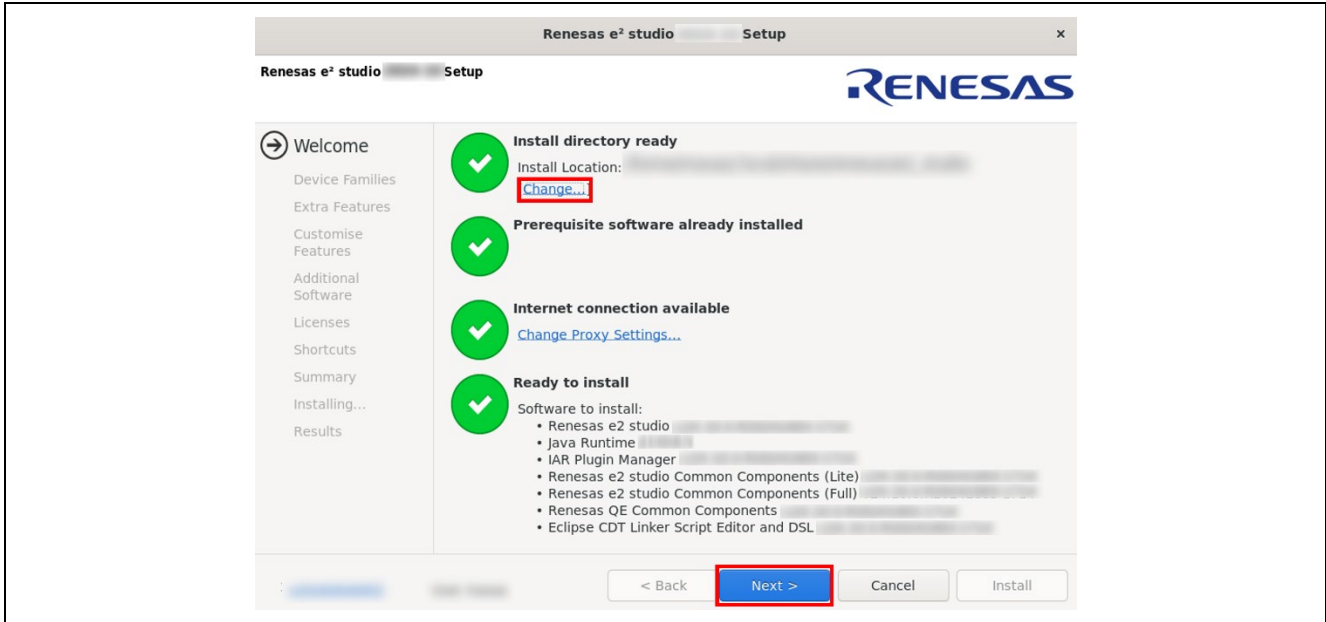 Renesas e² studio Setup ×
Renesas e² studio Setup
RENESAS
Welcome
Device Families
Extra Features
Customise
Features
Additional
Software
Licenses
Shortcuts
Summary
Installing...
Results
Install directory ready
Install Location:
Change...
Prerequisite software already installed
Internet connection available
Change Proxy Settings...
Ready to install
Software to install:
• Renesas e2 studio
• Java Runtime
• IAR Plugin Manager
• Renesas e2 studio Common Components (Lite)
• Renesas e2 studio Common Components (Full)
• Renesas QE Common Components
• Eclipse CDT Linker Script Editor and DSL
< Back Next > Cancel Install